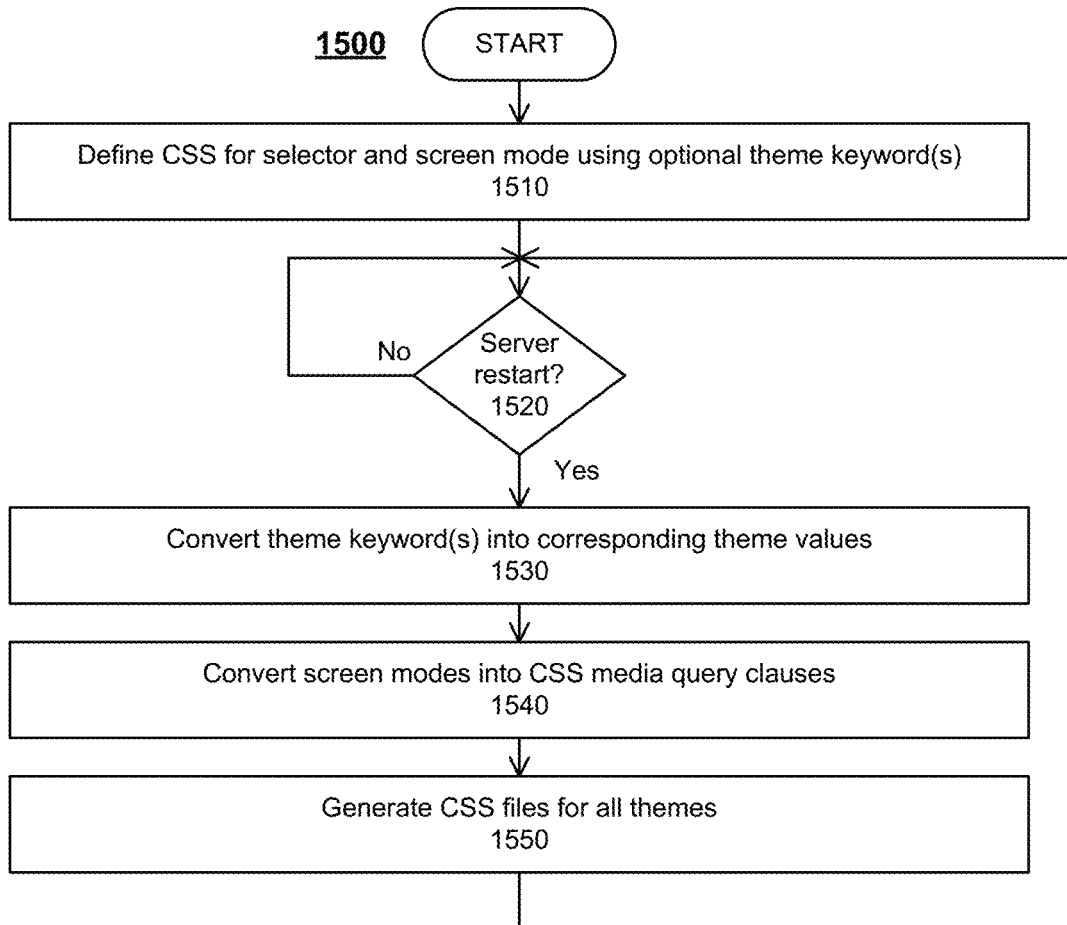 1500
START
Define CSS for selector and screen mode using optional theme keyword(s)
1510
No
Server
restart?
1520
Yes
Convert theme keyword(s) into corresponding theme values
1530
Convert screen modes into CSS media query clauses
1540
Generate CSS files for all themes
1550